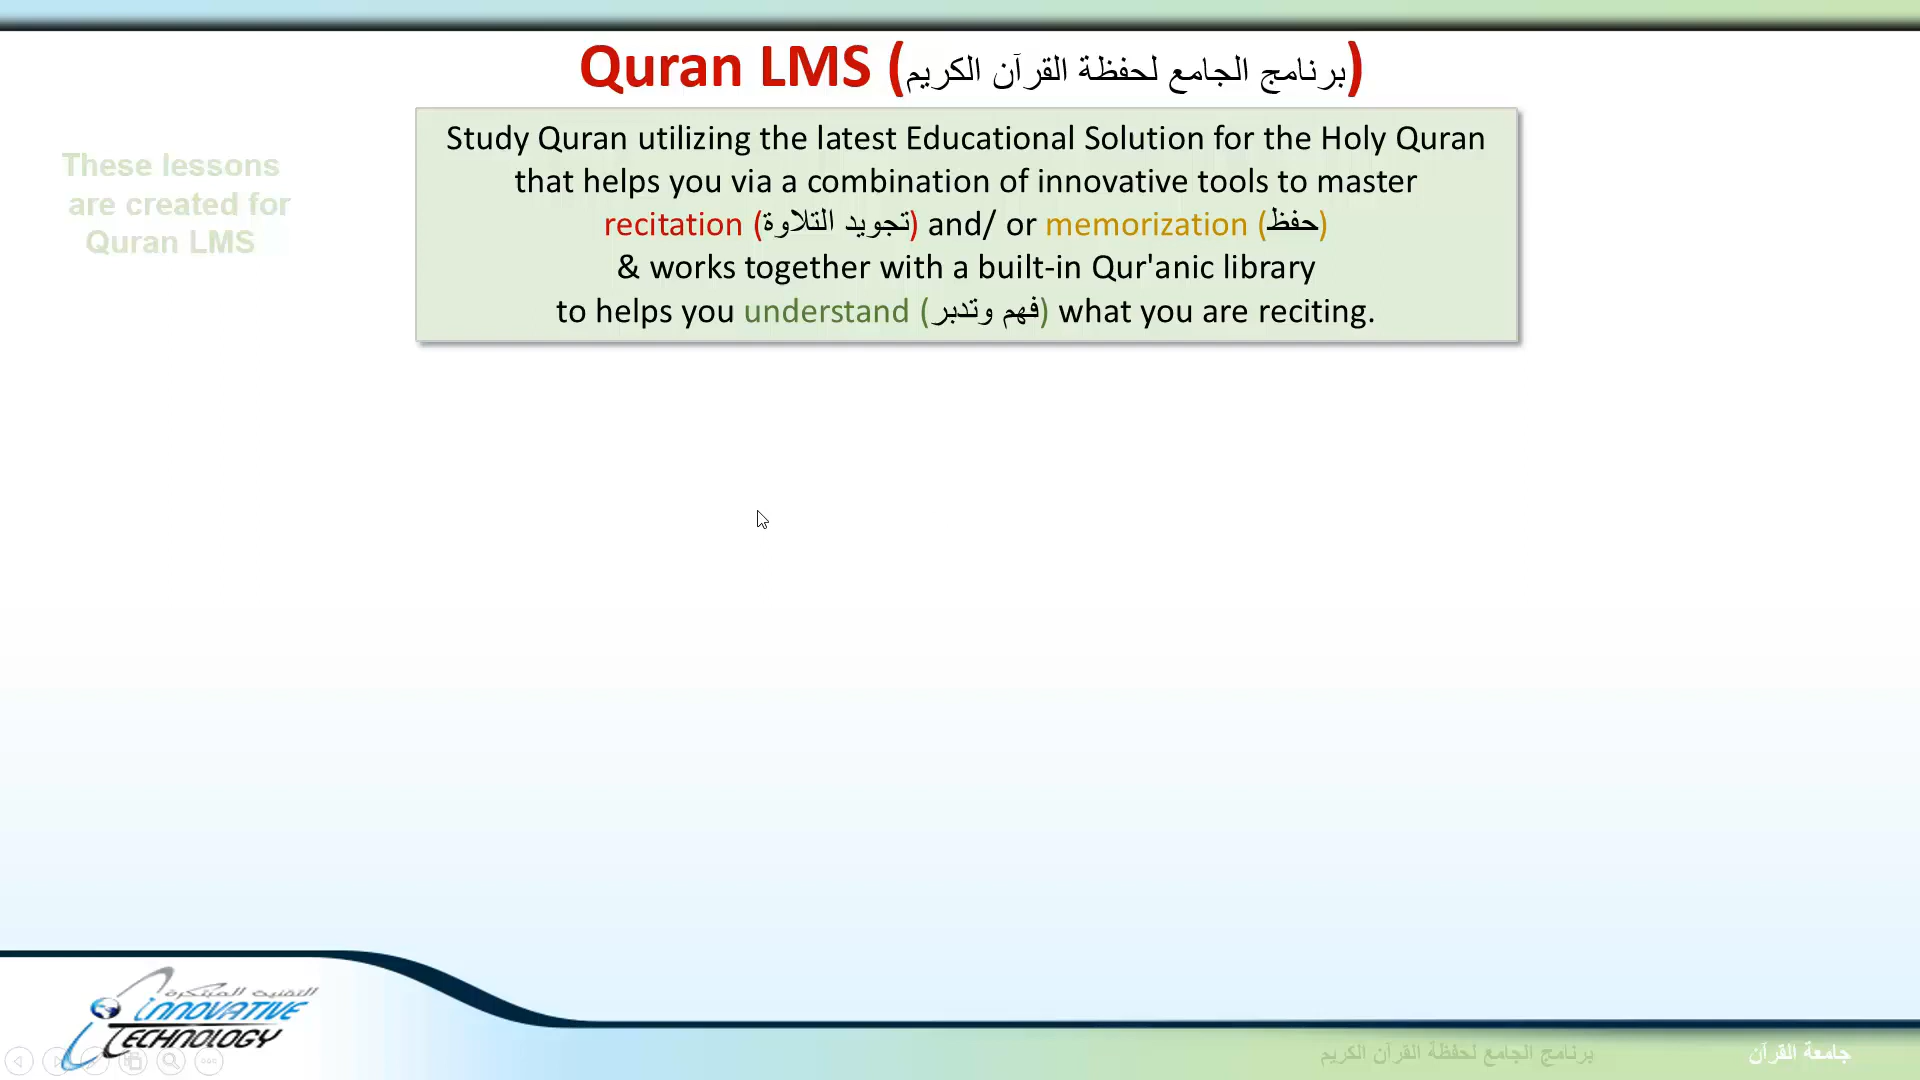 Quran LMS (برنامج الجامع لحفظة القرآن الكريم)
These lessons
are created for
Quran LMS
Study Quran utilizing the latest Educational Solution for the Holy Quran
that helps you via a combination of innovative tools to master
recitation (تجويد التلاوة) and/ or memorization (حفظ)
& works together with a built-in Qur'anic library
to helps you understand (فهم وتدبر) what you are reciting.
التقنية المبتكرة
iNNOVATIVE
TECHNOLOGY
برنامج الجامع لحفظة القرآن الكريم
جامعة القرآن